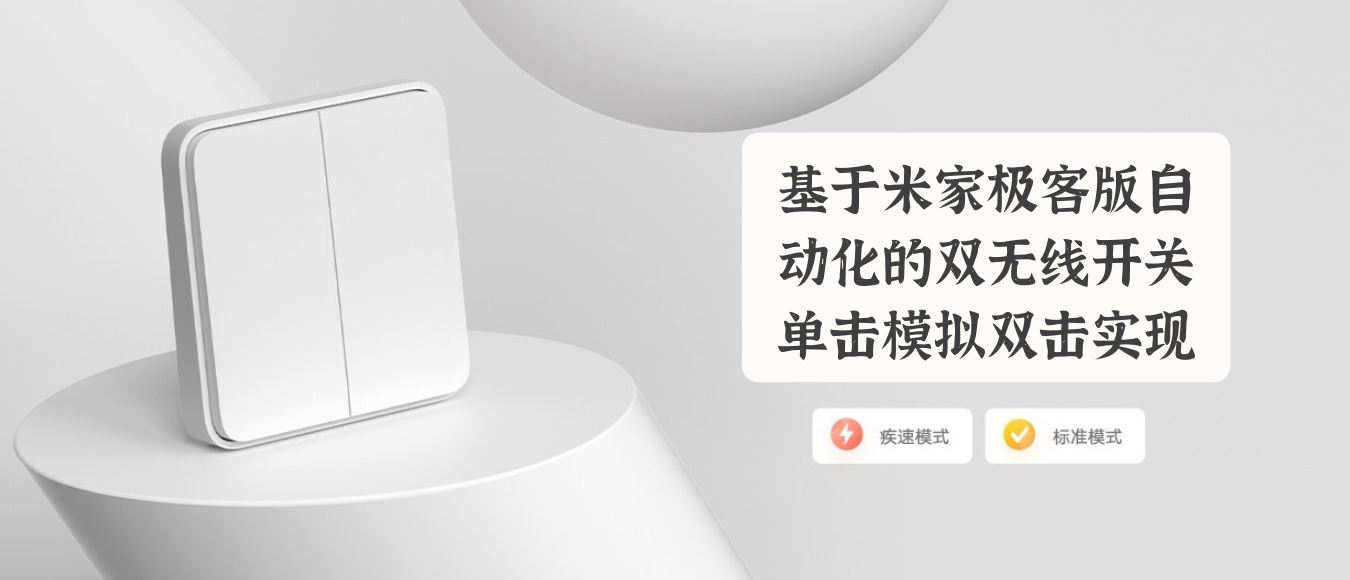 基于米家极客版自
动化的双无线开关
单击模拟双击实现
疾速模式
标准模式